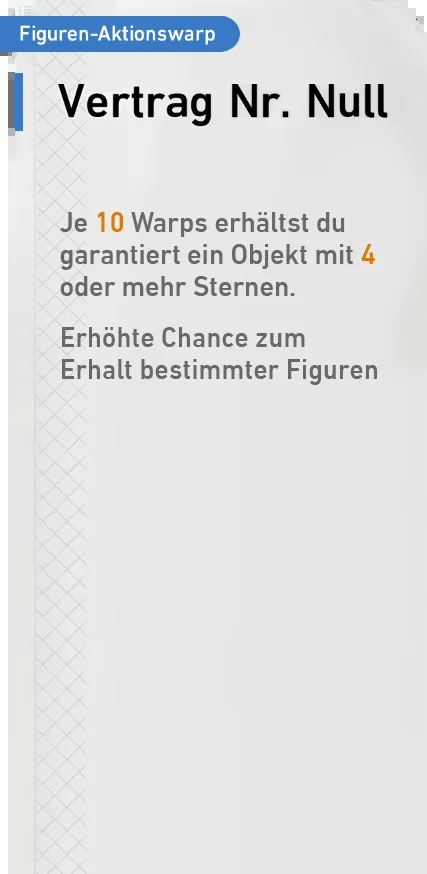 Figuren-Aktionswarp
Vertrag Nr. Null
Je 10 Warps erhältst du
garantiert ein Objekt mit 4
oder mehr Sternen.
Erhöhte Chance zum
Erhalt bestimmter Figuren